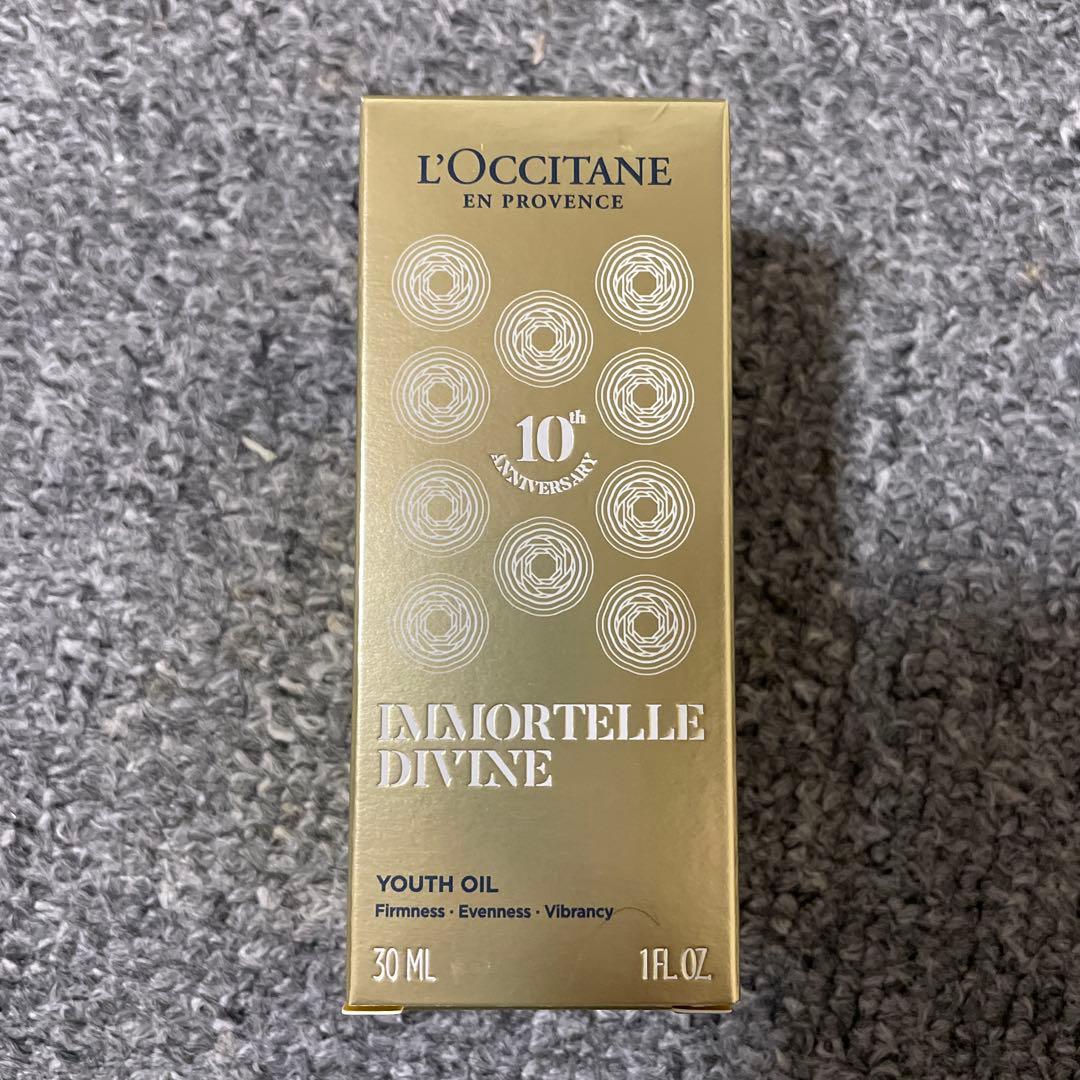 L'OCCITANE
EN PROVENCE
10th
ANNIVERSARY
IMMORTELLE
DIVINE
YOUTH OIL
Firmness · Evenness · Vibrancy
30 ML 1 FL. OZ.